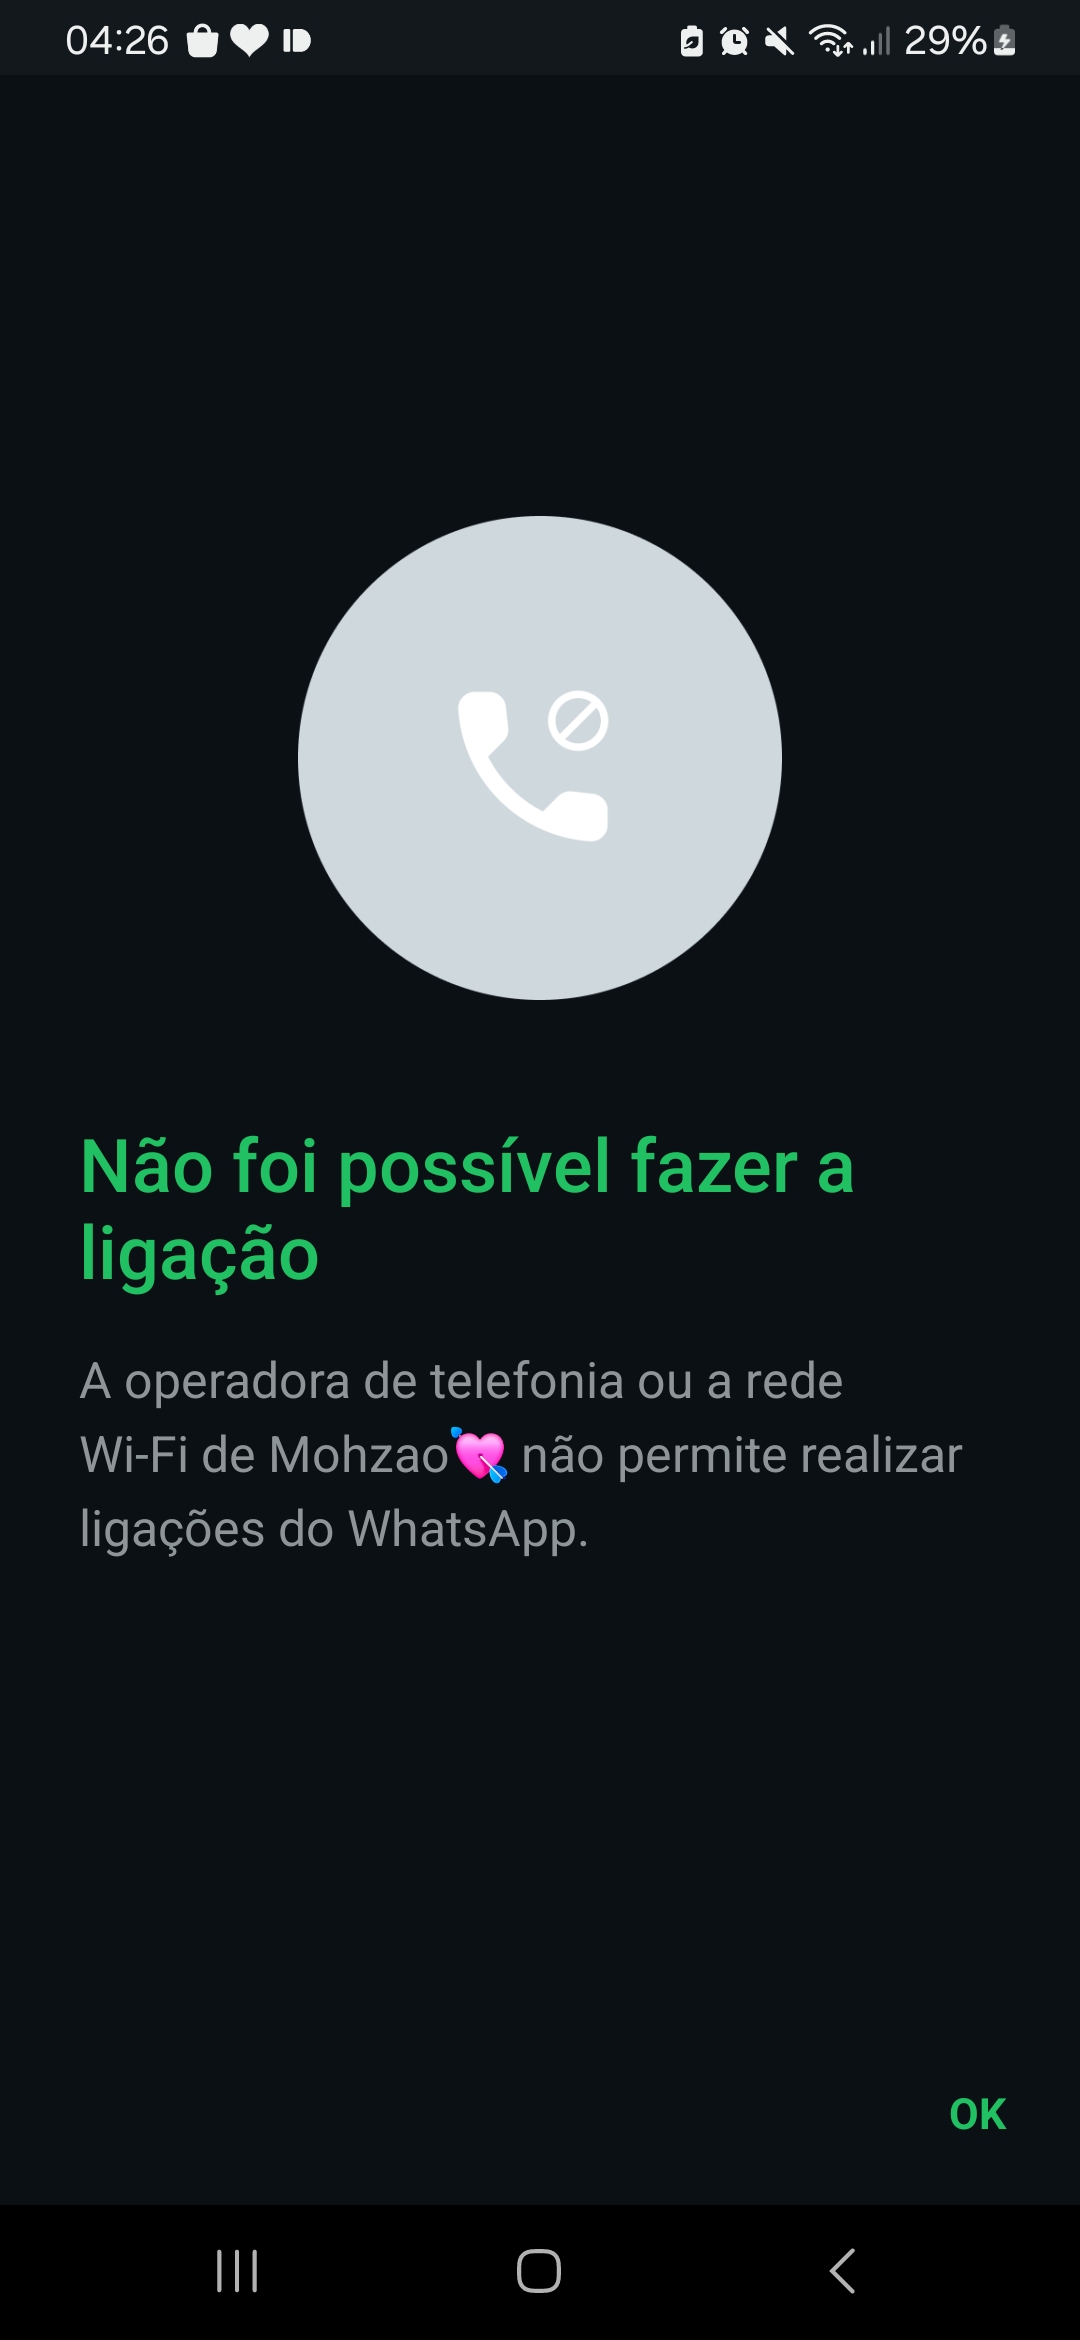 04:26
29%
Não foi possível fazer a
ligação
A operadora de telefonia ou a rede
Wi-Fi de Mohzao💘 não permite realizar
ligações do WhatsApp.
OK